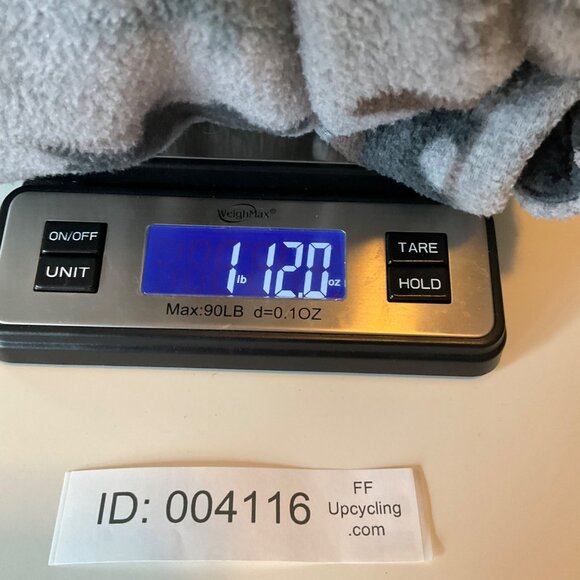 WeighMax®
ON/OFF
UNIT
1 lb 12.0 oz
TARE
HOLD
Max:90LB d=0.1OZ
ID: 004116
FF
Upcycling
.com